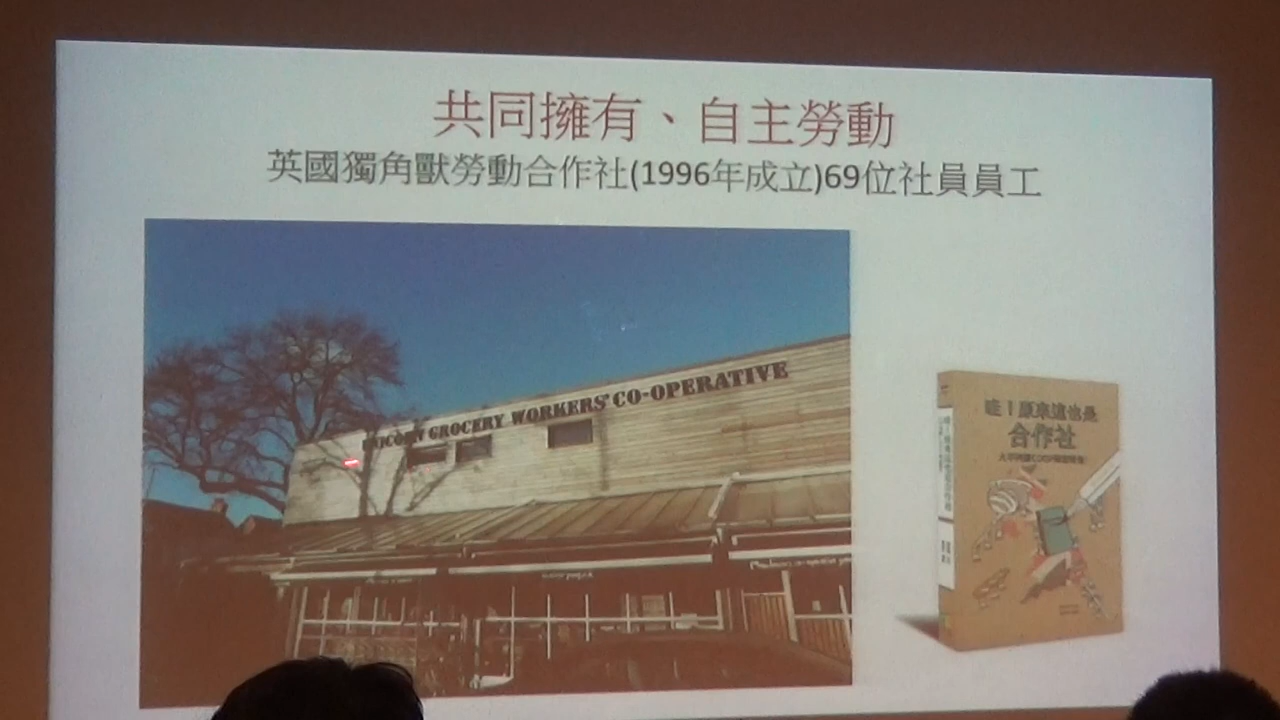 共同擁有、自主勞動
英國獨角獸勞動合作社(1996年成立)69位社員員工
UNICORN GROCERY WORKERS' CO-OPERATIVE
哇！原來這也是
合作社